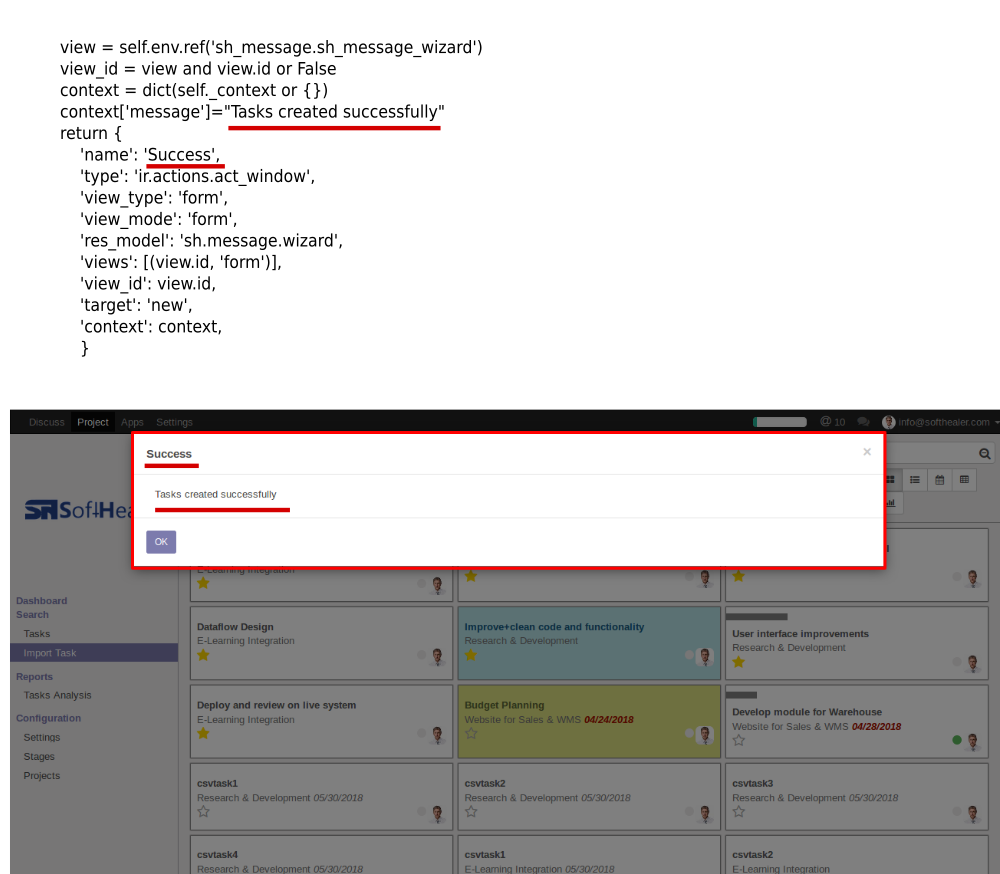 view = self.env.ref('sh_message.sh_message_wizard')
view_id = view and view.id or False
context = dict(self._context or {})
context['message']="Tasks created successfully"
return {
'name': 'Success',
'type': 'ir.actions.act_window',
'view_type': 'form',
'view_mode': 'form',
'res_model': 'sh.message.wizard',
'views': [(view.id, 'form')],
'view_id': view.id,
'target': 'new',
'context': context,
}
Discuss Project Apps Settings @ 10 info@softhealer.com
Success ×
Tasks created successfully
OK
SoftHea
Dashboard
Search
Tasks
Import Task
Reports
Tasks Analysis
Configuration
Settings
Stages
Projects
E-Learning Integration
Dataflow Design
E-Learning Integration
Improve+clean code and functionality
Research & Development
User interface improvements
Research & Development
Deploy and review on live system
E-Learning Integration
Budget Planning
Website for Sales & WMS 04/24/2018
Develop module for Warehouse
Website for Sales & WMS 04/28/2018
csvtask1
Research & Development 05/30/2018
csvtask2
Research & Development 05/30/2018
csvtask3
Research & Development 05/30/2018
csvtask4
Research & Development 05/30/2018
csvtask1
E-Learning Integration 05/30/2018
csvtask2
E-Learning Integration